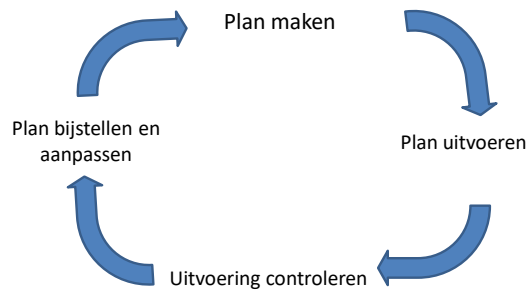 Plan maken
Plan uitvoeren
Uitvoering controleren
Plan bijstellen en
aanpassen